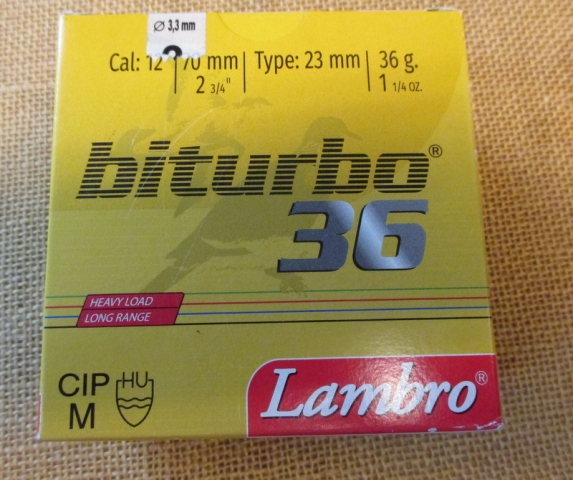 Ø 3,3 mm
Cal: 12 70 mm Type: 23 mm 36 g.
2 3/4" 1 1/4 OZ.
biturbo®
36
HEAVY LOAD
LONG RANGE
CIP HU
M
Lambro®